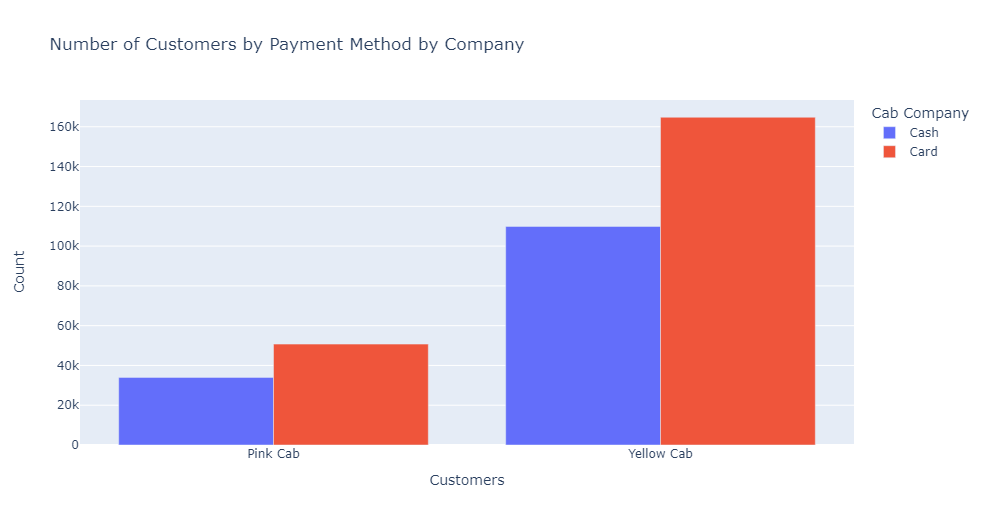 Number of Customers by Payment Method by Company
Cab Company
Cash
Card
160k
140k
120k
100k
80k
60k
40k
20k
0
Count
Pink Cab
Yellow Cab
Customers